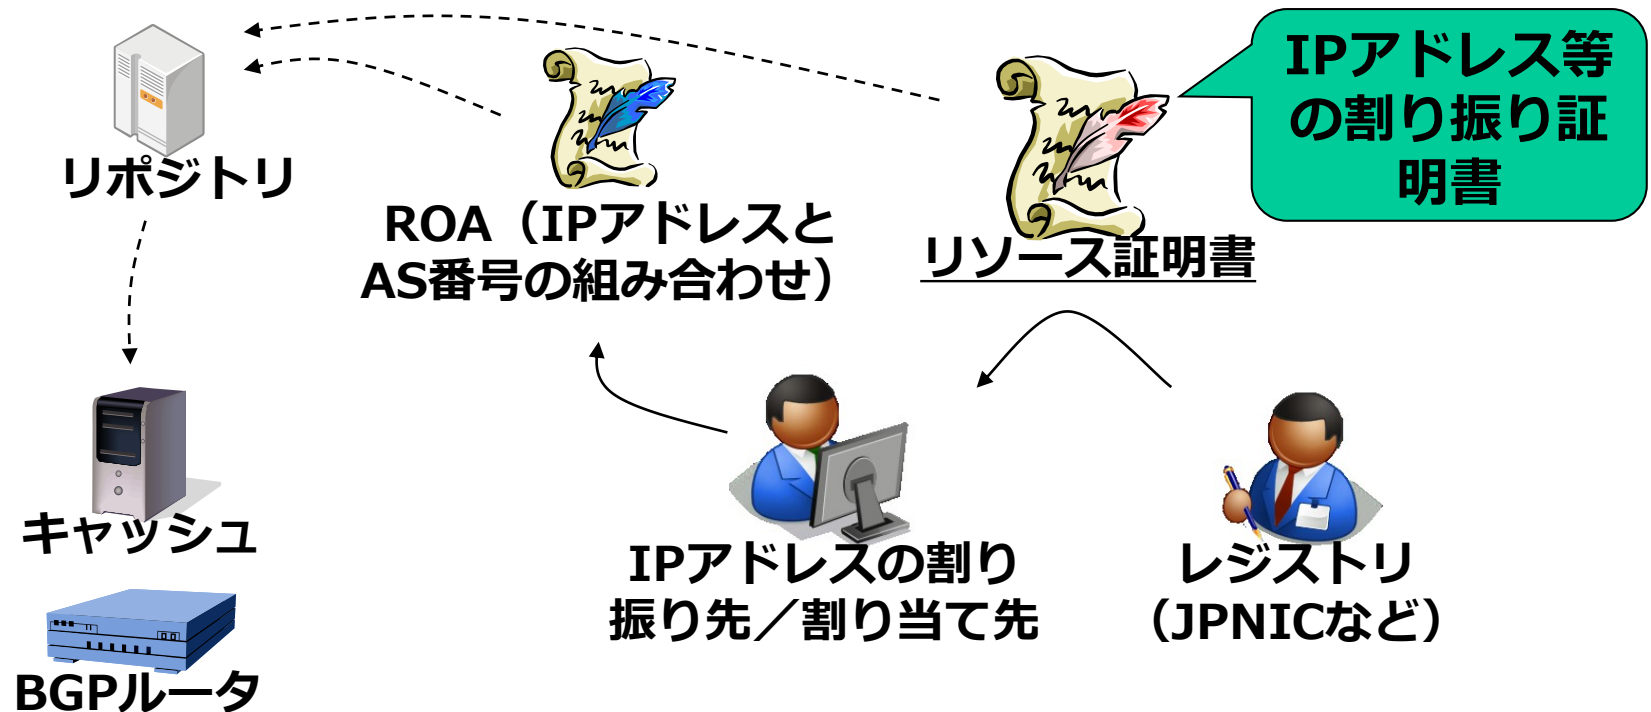 IPアドレス等
の割り振り証
明書
リポジトリ
ROA（IPアドレスと
AS番号の組み合わせ）
リソース証明書
キャッシュ
IPアドレスの割り
振り先／割り当て先
レジストリ
（JPNICなど）
BGPルータ